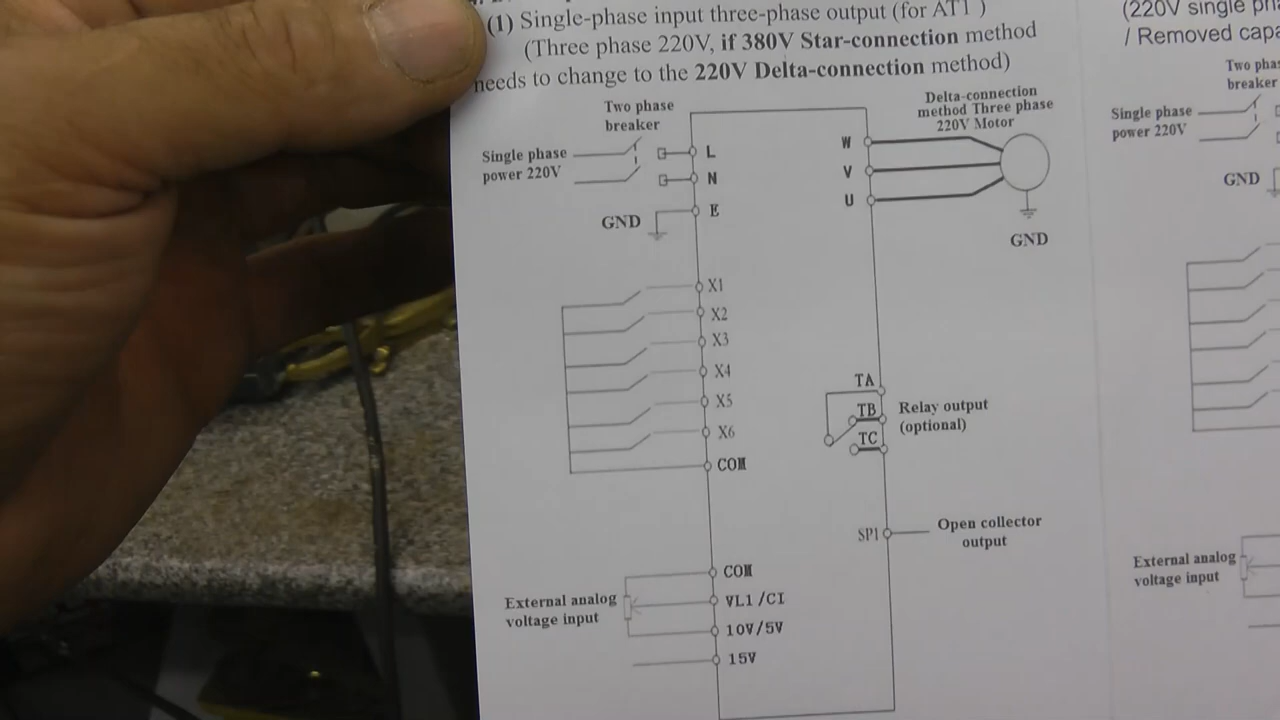 (1) Single-phase input three-phase output (for AT1 )
(Three phase 220V, if 380V Star-connection method
needs to change to the 220V Delta-connection method)
Two phase
breaker
Single phase
power 220V
L
N
E
GND
X1
X2
X3
X4
X5
X6
COM
COM
VL1/CI
10V/5V
15V
External analog
voltage input
Delta-connection
method Three phase
220V Motor
W
V
U
GND
TA
TB
TC
Relay output
(optional)
SP1
Open collector
output
(220V single
/ Removed
breaker
Single phase
power 220V
GND
External analog
voltage input